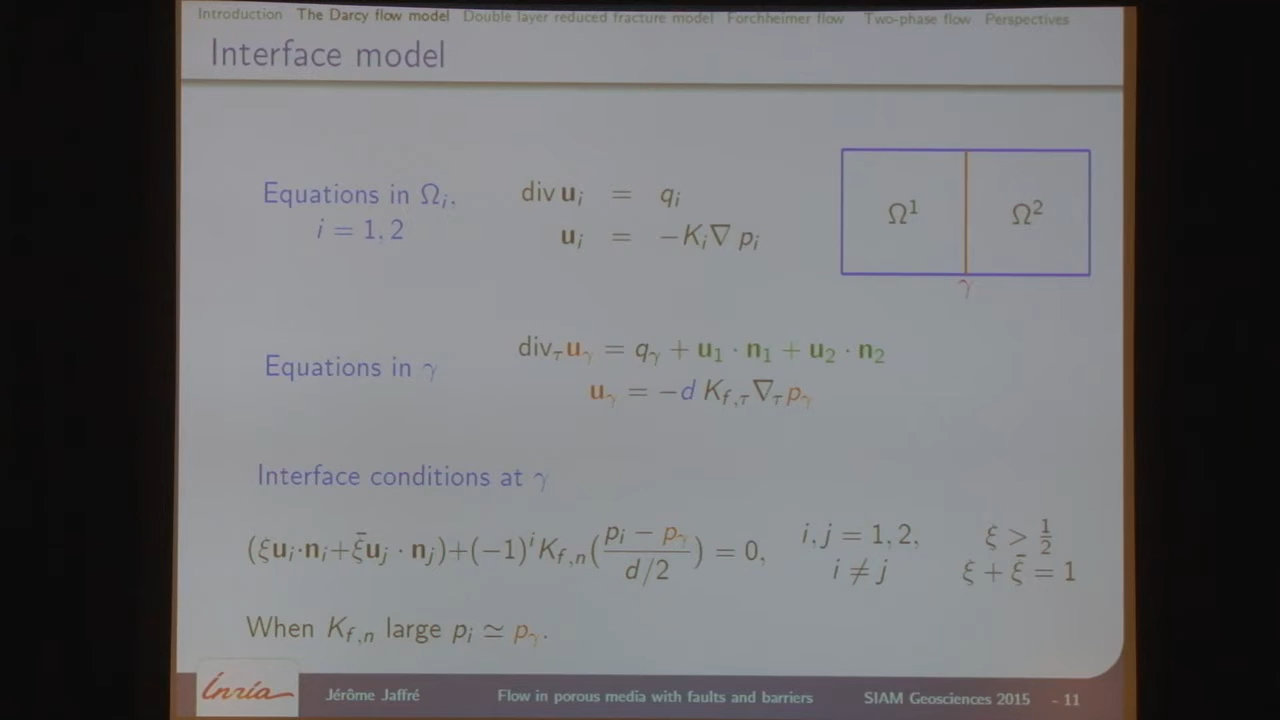 Introduction The Darcy flow model Double layer reduced fracture model Forchheimer flow Two-phase flow Perspectives
Interface model
Equations in Ωᵢ, div uᵢ = qᵢ
i = 1, 2 uᵢ = −Kᵢ∇ pᵢ
Ω¹ Ω²
γ
Equations in γ div_τ u_γ = q_γ + u₁ · n₁ + u₂ · n₂
u_γ = −d K_{f,τ}∇_τ p_γ
Interface conditions at γ
(ξuᵢ·nᵢ+ξ̄uⱼ · nⱼ)+(−1)ⁱK_{f,n}((pᵢ − p_γ)/(d/2)) = 0, i, j = 1, 2, i ≠ j ξ > 1/2 ξ + ξ̄ = 1
When K_{f,n} large pᵢ ≃ p_γ.
Inria Jérôme Jaffré Flow in porous media with faults and barriers SIAM Geosciences 2015 - 11